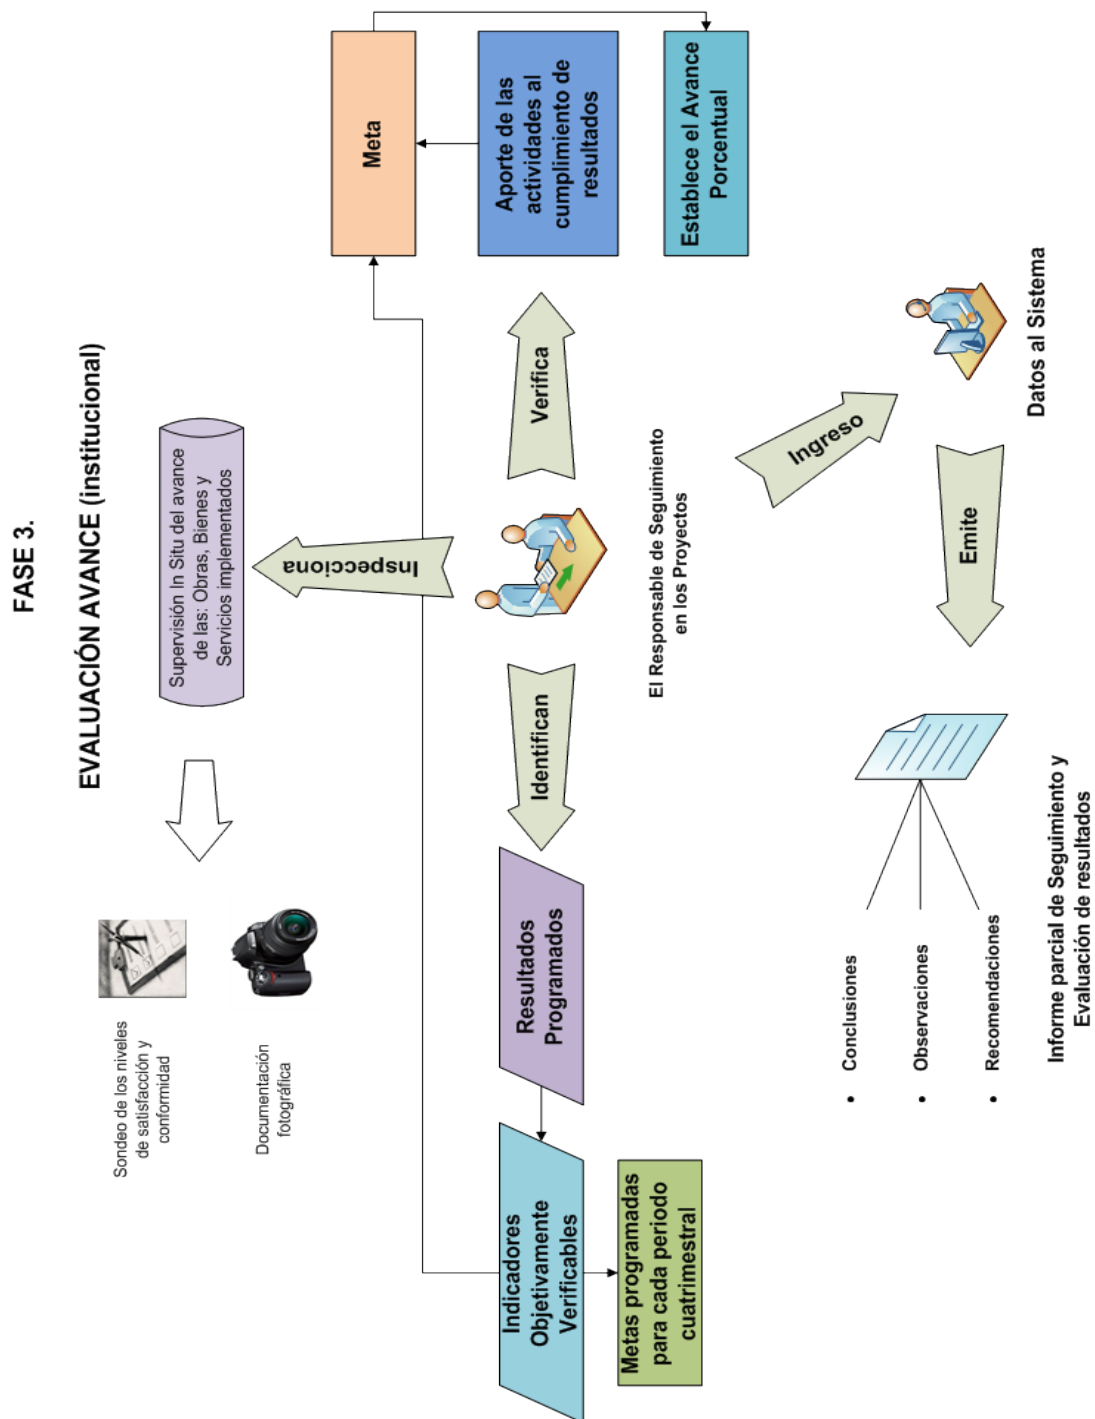 FASE 3.
EVALUACIÓN AVANCE (institucional)
Sondeo de los niveles
de satisfacción y
conformidad
Documentación
fotográfica
Supervisión In Situ del avance
de las: Obras, Bienes y
Servicios implementados
Inspecciona
Meta
Indicadores
Objetivamente
Verificables
Resultados
Programados
Identifican
Verifica
Aporte de las
actividades al
cumplimiento de
resultados
Metas programadas
para cada periodo
cuatrimestral
El Responsable de Seguimiento
en los Proyectos
Establece el Avance
Porcentual
Ingreso
Datos al Sistema
Emite
• Conclusiones
• Observaciones
• Recomendaciones
Informe parcial de Seguimiento y
Evaluación de resultados